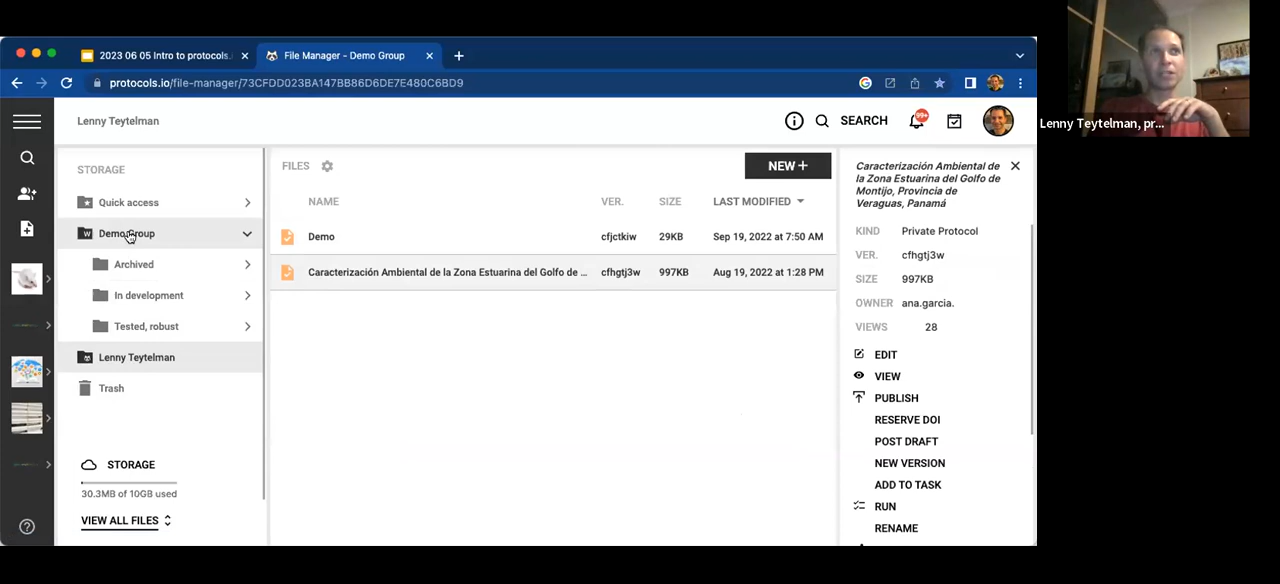 2023 06 05 Intro to protocols.
File Manager - Demo Group
protocols.io/file-manager/73CFDD023BA147BB86D6DE7E480C6BD9
Lenny Teytelman, pr...
Lenny Teytelman
SEARCH
99+
STORAGE
Quick access
Demo Group
Archived
In development
Tested, robust
Lenny Teytelman
Trash
STORAGE
30.3MB of 10GB used
VIEW ALL FILES
FILES
NEW+
NAME VER. SIZE LAST MODIFIED
Demo cfjctkiw 29KB Sep 19, 2022 at 7:50 AM
Caracterización Ambiental de la Zona Estuarina del Golfo de ... cfhgtj3w 997KB Aug 19, 2022 at 1:28 PM
Caracterización Ambiental de
la Zona Estuarina del Golfo de
Montijo, Provincia de
Veraguas, Panamá
KIND Private Protocol
VER. cfhgtj3w
SIZE 997KB
OWNER ana.garcia.
VIEWS 28
EDIT
VIEW
PUBLISH
RESERVE DOI
POST DRAFT
NEW VERSION
ADD TO TASK
RUN
RENAME